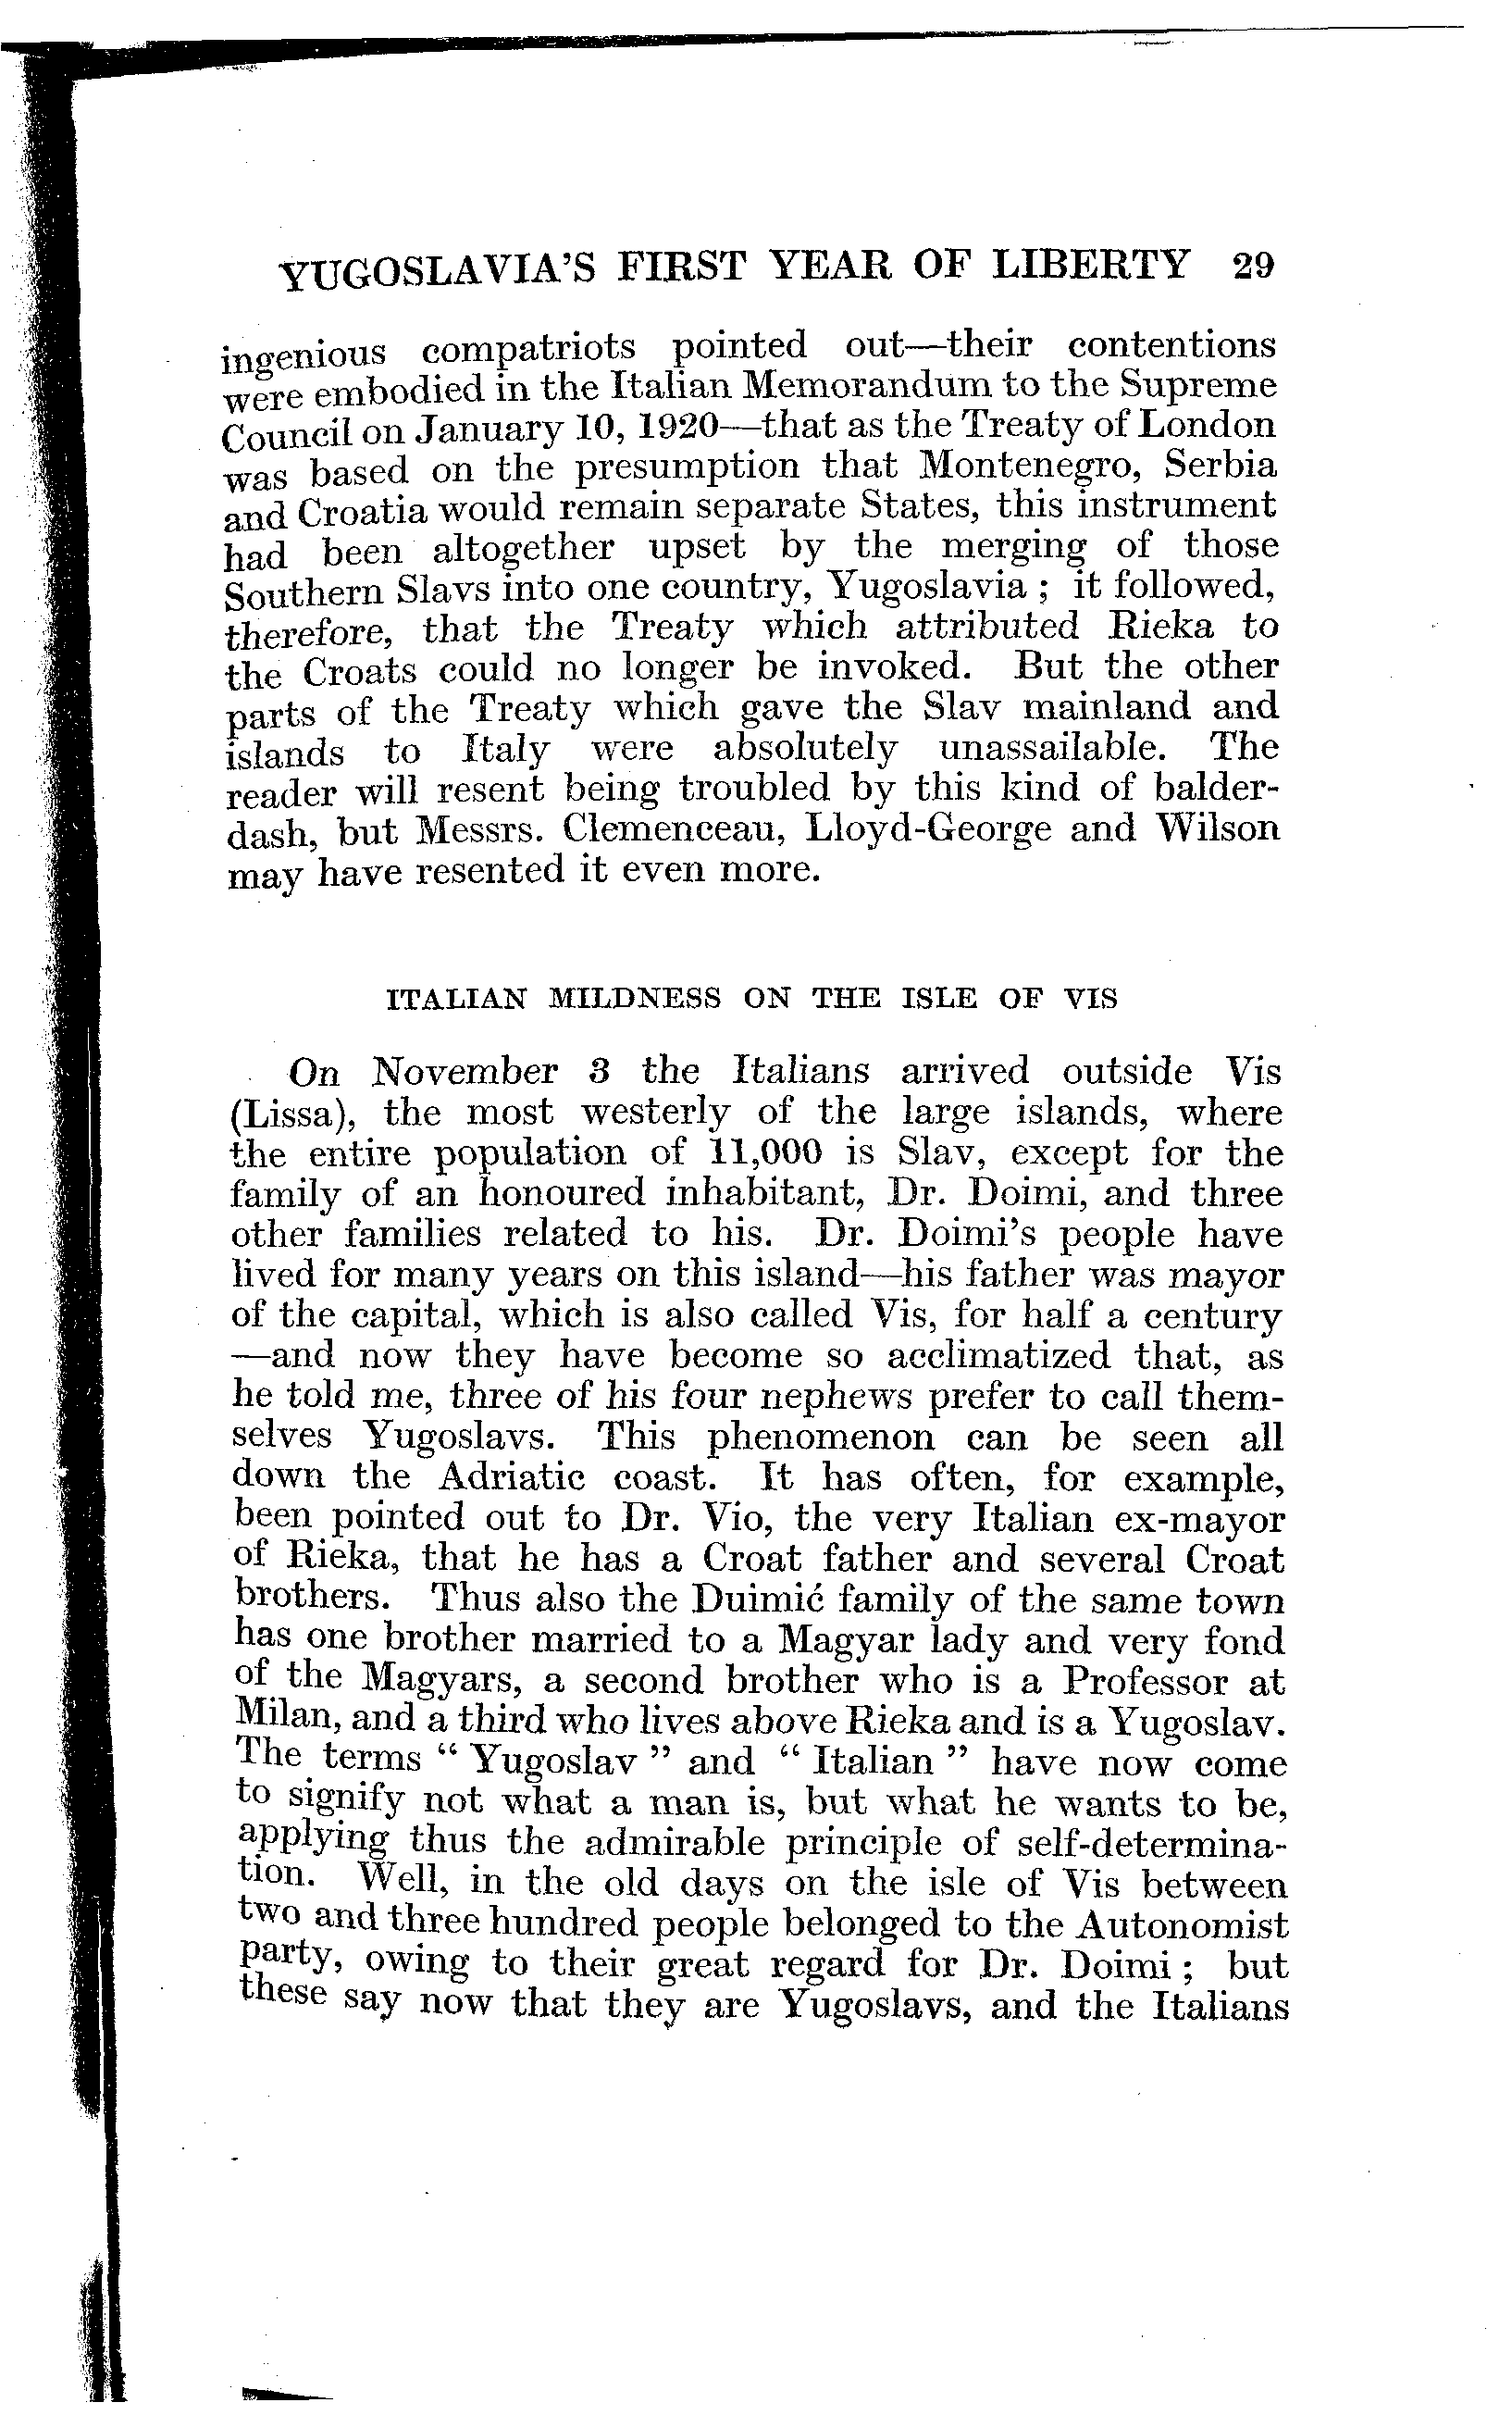 YUGOSLAVIA'S FIRST YEAR OF LIBERTY 29
ingenious compatriots pointed out—their contentions
were embodied in the Italian Memorandum to the Supreme
Council on January 10, 1920—that as the Treaty of London
was based on the presumption that Montenegro, Serbia
and Croatia would remain separate States, this instrument
had been altogether upset by the merging of those
Southern Slavs into one country, Yugoslavia ; it followed,
therefore, that the Treaty which attributed Rieka to
the Croats could no longer be invoked. But the other
parts of the Treaty which gave the Slav mainland and
islands to Italy were absolutely unassailable. The
reader will resent being troubled by this kind of balder-
dash, but Messrs. Clemenceau, Lloyd-George and Wilson
may have resented it even more.
ITALIAN MILDNESS ON THE ISLE OF VIS
On November 3 the Italians arrived outside Vis
(Lissa), the most westerly of the large islands, where
the entire population of 11,000 is Slav, except for the
family of an honoured inhabitant, Dr. Doimi, and three
other families related to his. Dr. Doimi's people have
lived for many years on this island—his father was mayor
of the capital, which is also called Vis, for half a century
—and now they have become so acclimatized that, as
he told me, three of his four nephews prefer to call them-
selves Yugoslavs. This phenomenon can be seen all
down the Adriatic coast. It has often, for example,
been pointed out to Dr. Vio, the very Italian ex-mayor
of Rieka, that he has a Croat father and several Croat
brothers. Thus also the Duimić family of the same town
has one brother married to a Magyar lady and very fond
of the Magyars, a second brother who is a Professor at
Milan, and a third who lives above Rieka and is a Yugoslav.
The terms " Yugoslav " and " Italian " have now come
to signify not what a man is, but what he wants to be,
applying thus the admirable principle of self-determina-
tion. Well, in the old days on the isle of Vis between
two and three hundred people belonged to the Autonomist
party, owing to their great regard for Dr. Doimi ; but
these say now that they are Yugoslavs, and the Italians